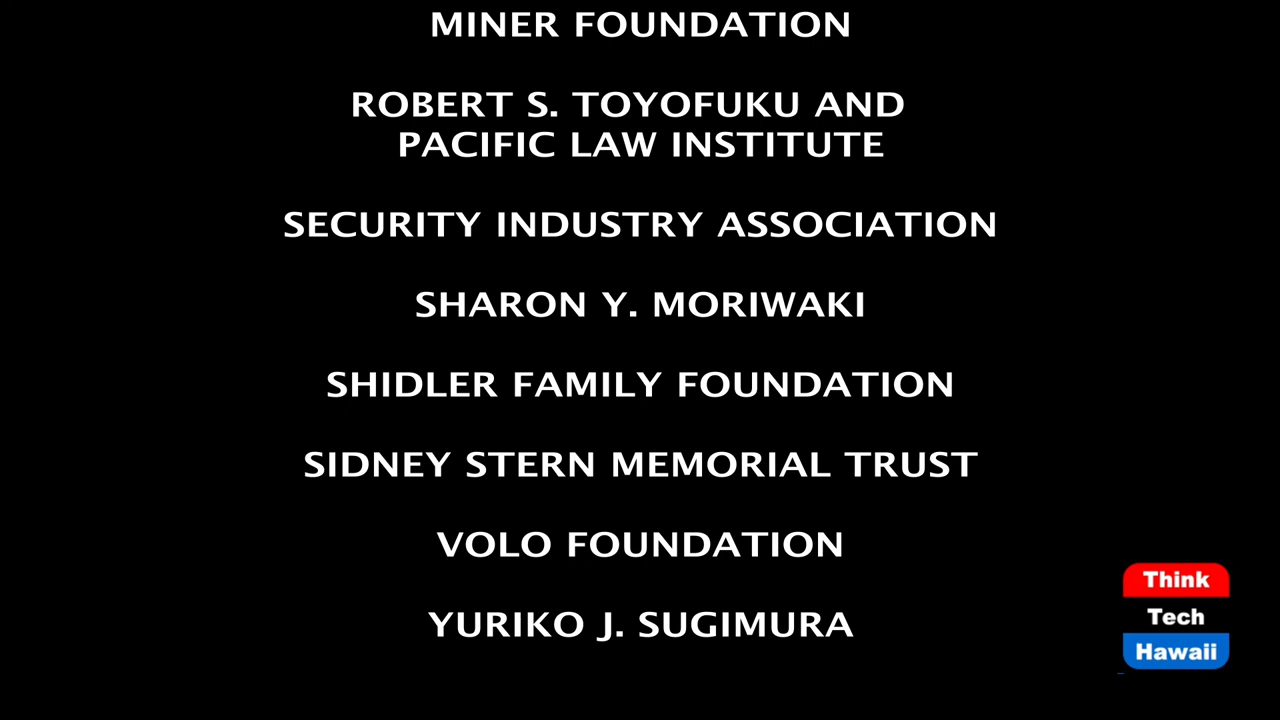 MINER FOUNDATION
ROBERT S. TOYOFUKU AND
PACIFIC LAW INSTITUTE
SECURITY INDUSTRY ASSOCIATION
SHARON Y. MORIWAKI
SHIDLER FAMILY FOUNDATION
SIDNEY STERN MEMORIAL TRUST
VOLO FOUNDATION
YURIKO J. SUGIMURA
Think
Tech
Hawaii